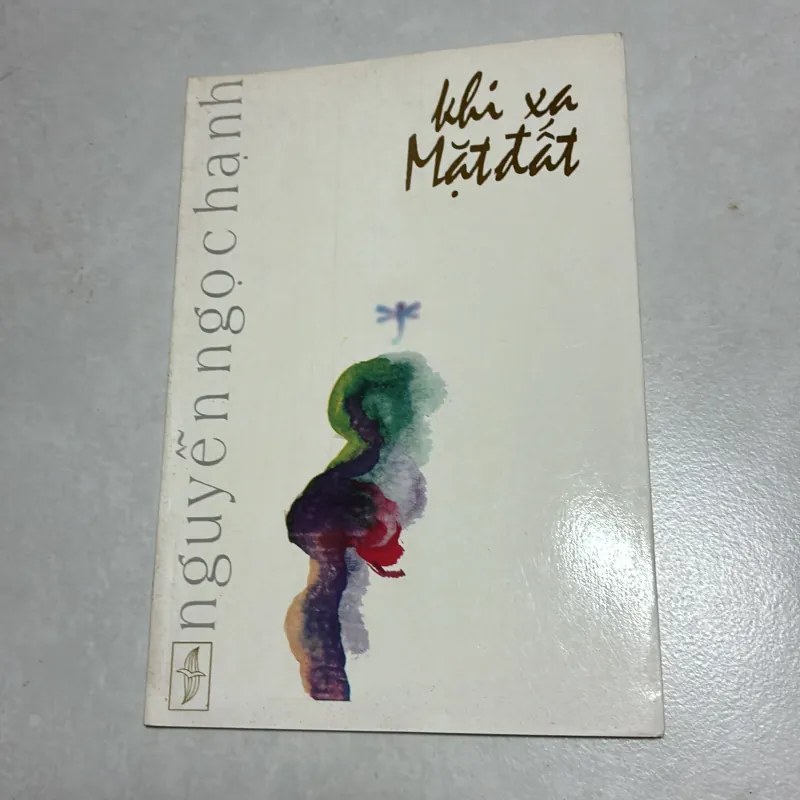 khi xa
Mặt đất
nguyễn ngọc hạnh